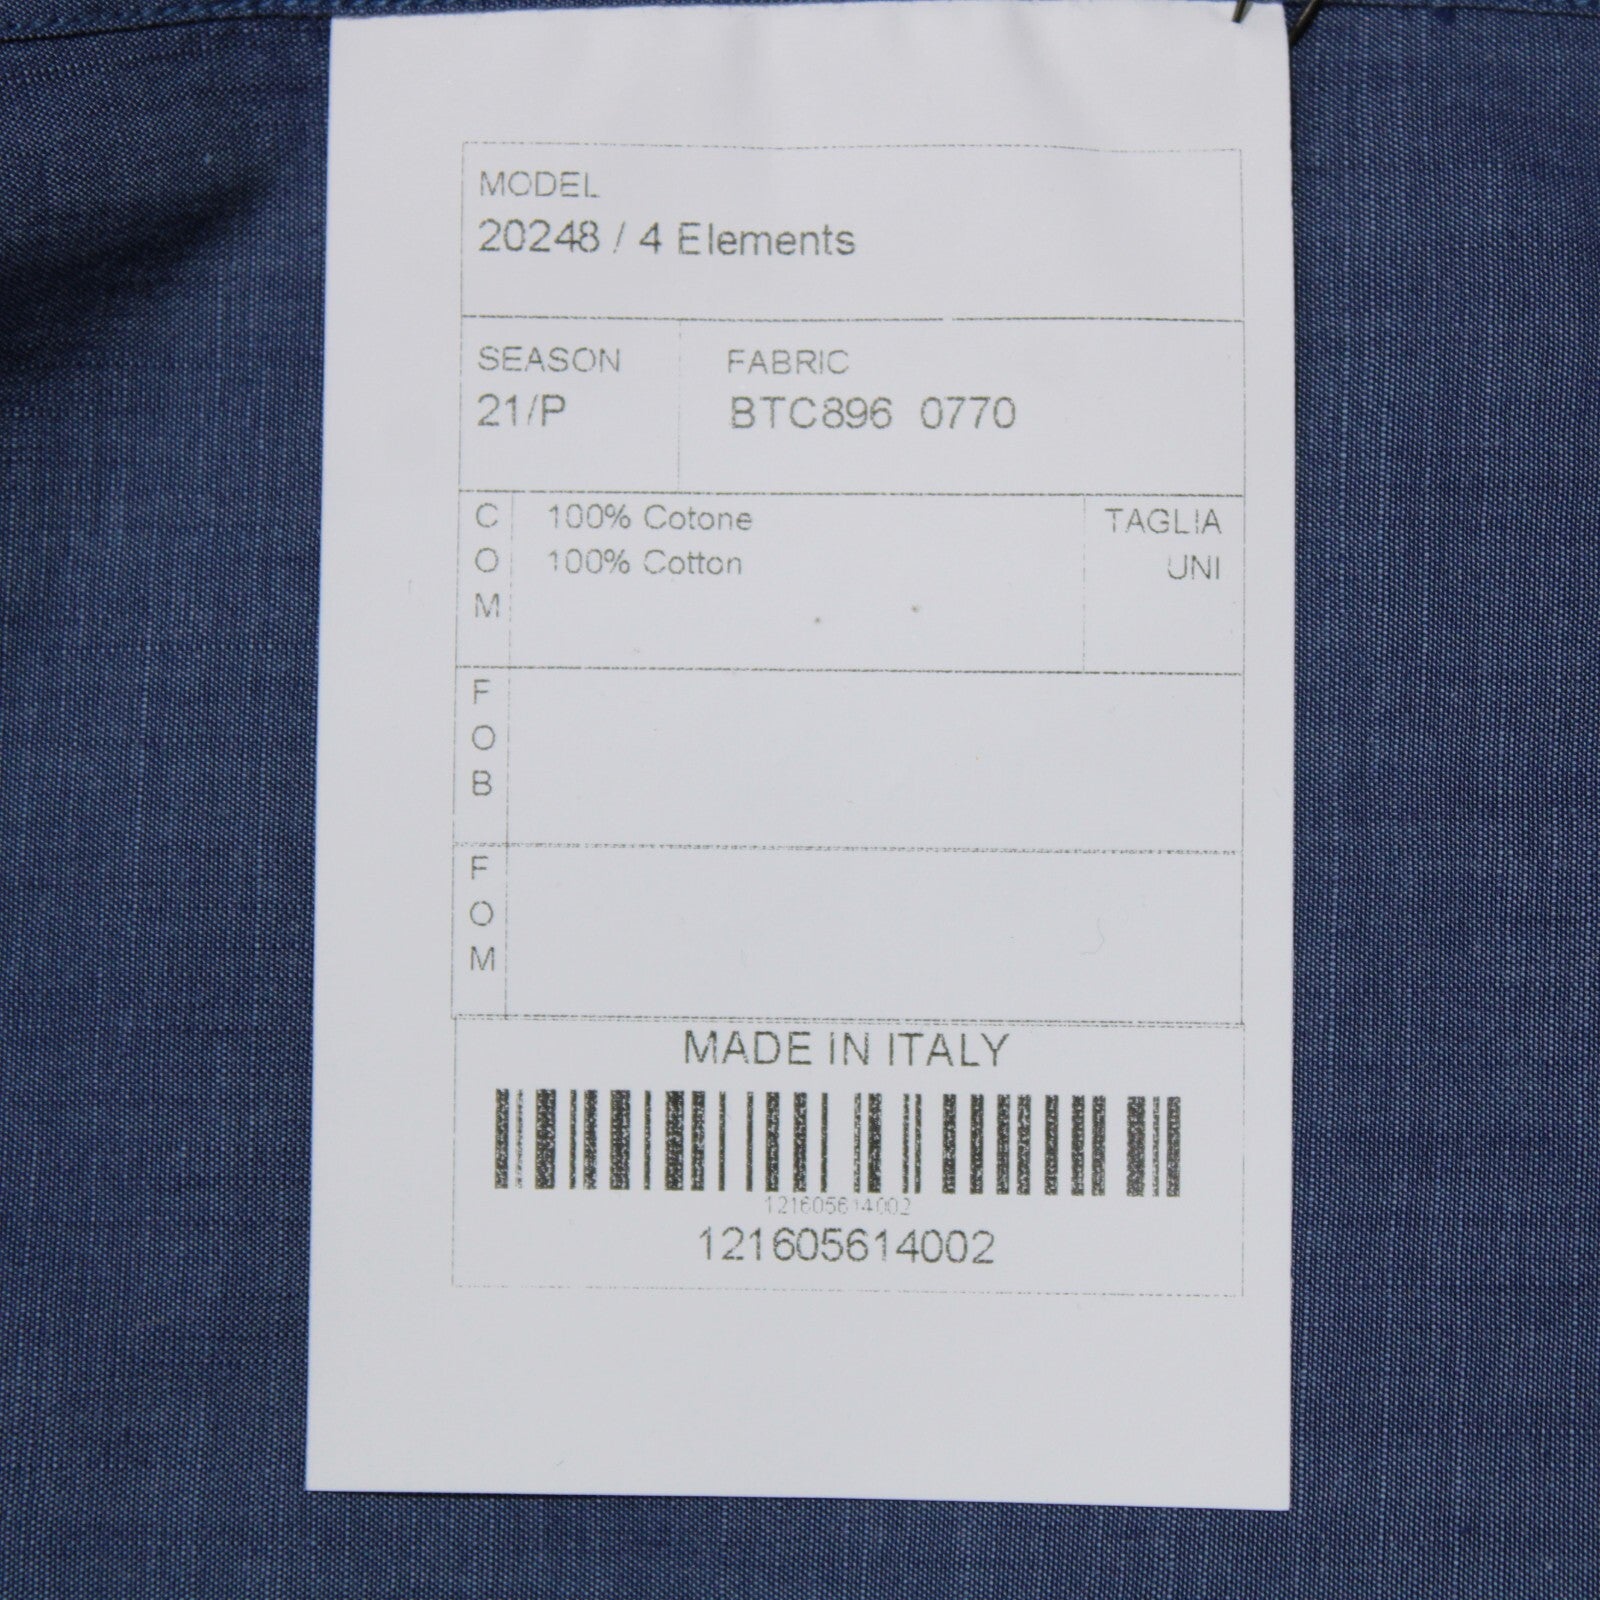 MODEL
20248 / 4 Elements
SEASON FABRIC
21/P BTC896 0770
C 100% Cotone TAGLIA
O 100% Cotton UNI
M
F
O
B
F
O
M
MADE IN ITALY
121605614002
121605614002